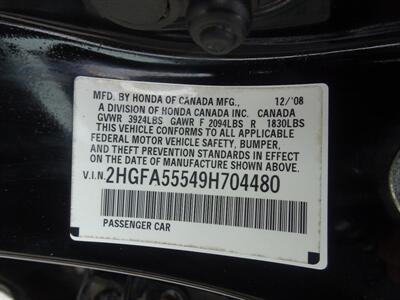 MFD. BY HONDA OF CANADA MFG., 12/'08
A DIVISION OF HONDA CANADA INC. CANADA
GVWR 3924LBS GAWR F 2094LBS R 1830LBS
THIS VEHICLE CONFORMS TO ALL APPLICABLE
FEDERAL MOTOR VEHICLE SAFETY, BUMPER,
AND THEFT PREVENTION STANDARDS IN EFFECT
ON THE DATE OF MANUFACTURE SHOWN ABOVE.
V.I.N. 2HGFA55549H704480
PASSENGER CAR